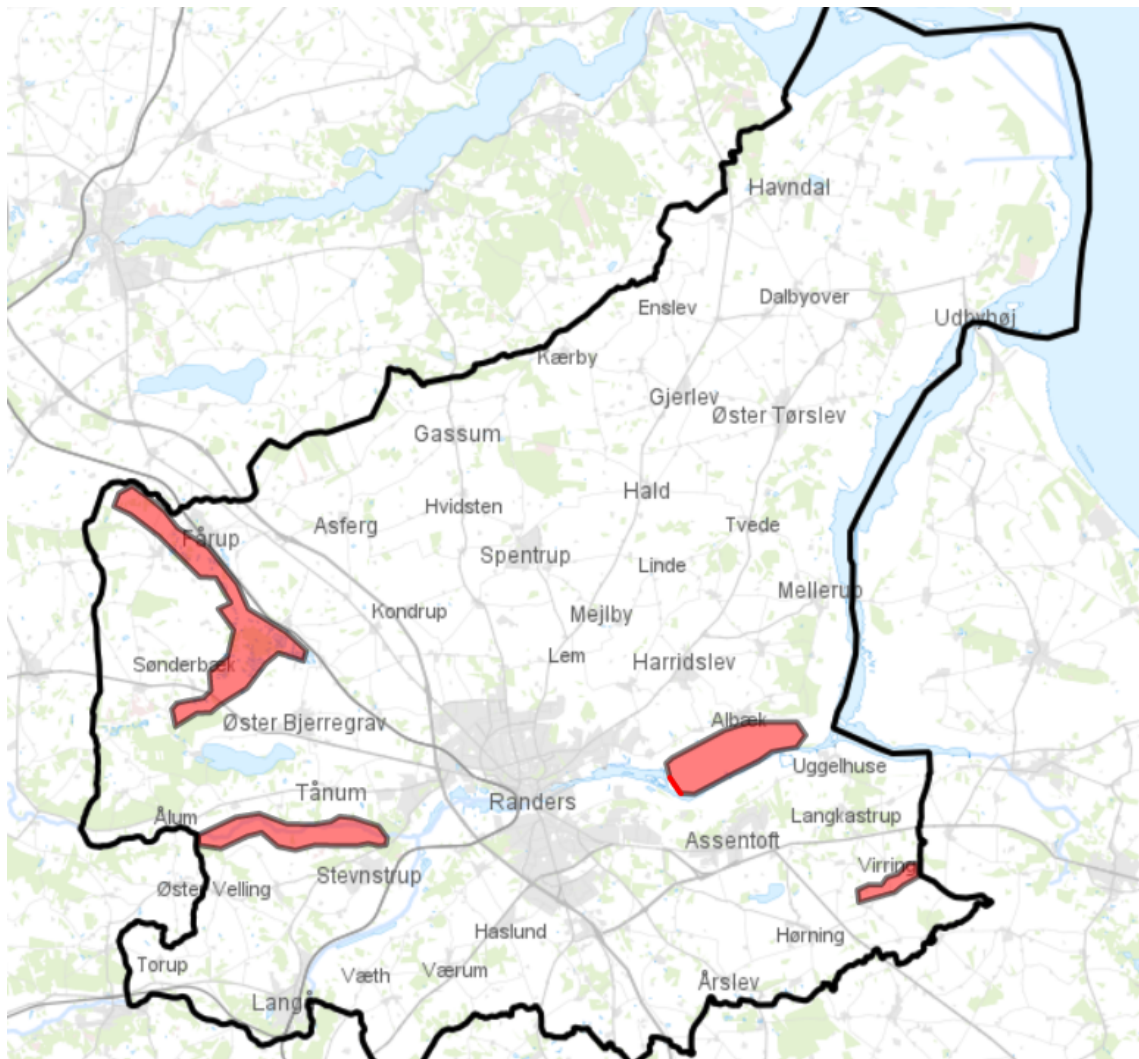 Havndal
Dalbyover
Enslev
Udbyhøj
Kærby
Gjerlev
Øster Tørslev
Gassum
Hald
Hvidsten
Asferg
Tvede
Fårup
Spentrup
Linde
Mellerup
Kondrup
Mejlby
Lem
Harridslev
Sønderbæk
Øster Bjerregrav
Albæk
Uggelhuse
Tånum
Randers
Ålum
Langkastrup
Assentoft
Virring
Stevnstrup
Øster Velling
Haslund
Hørning
Torup
Væth
Værum
Årslev
Langå